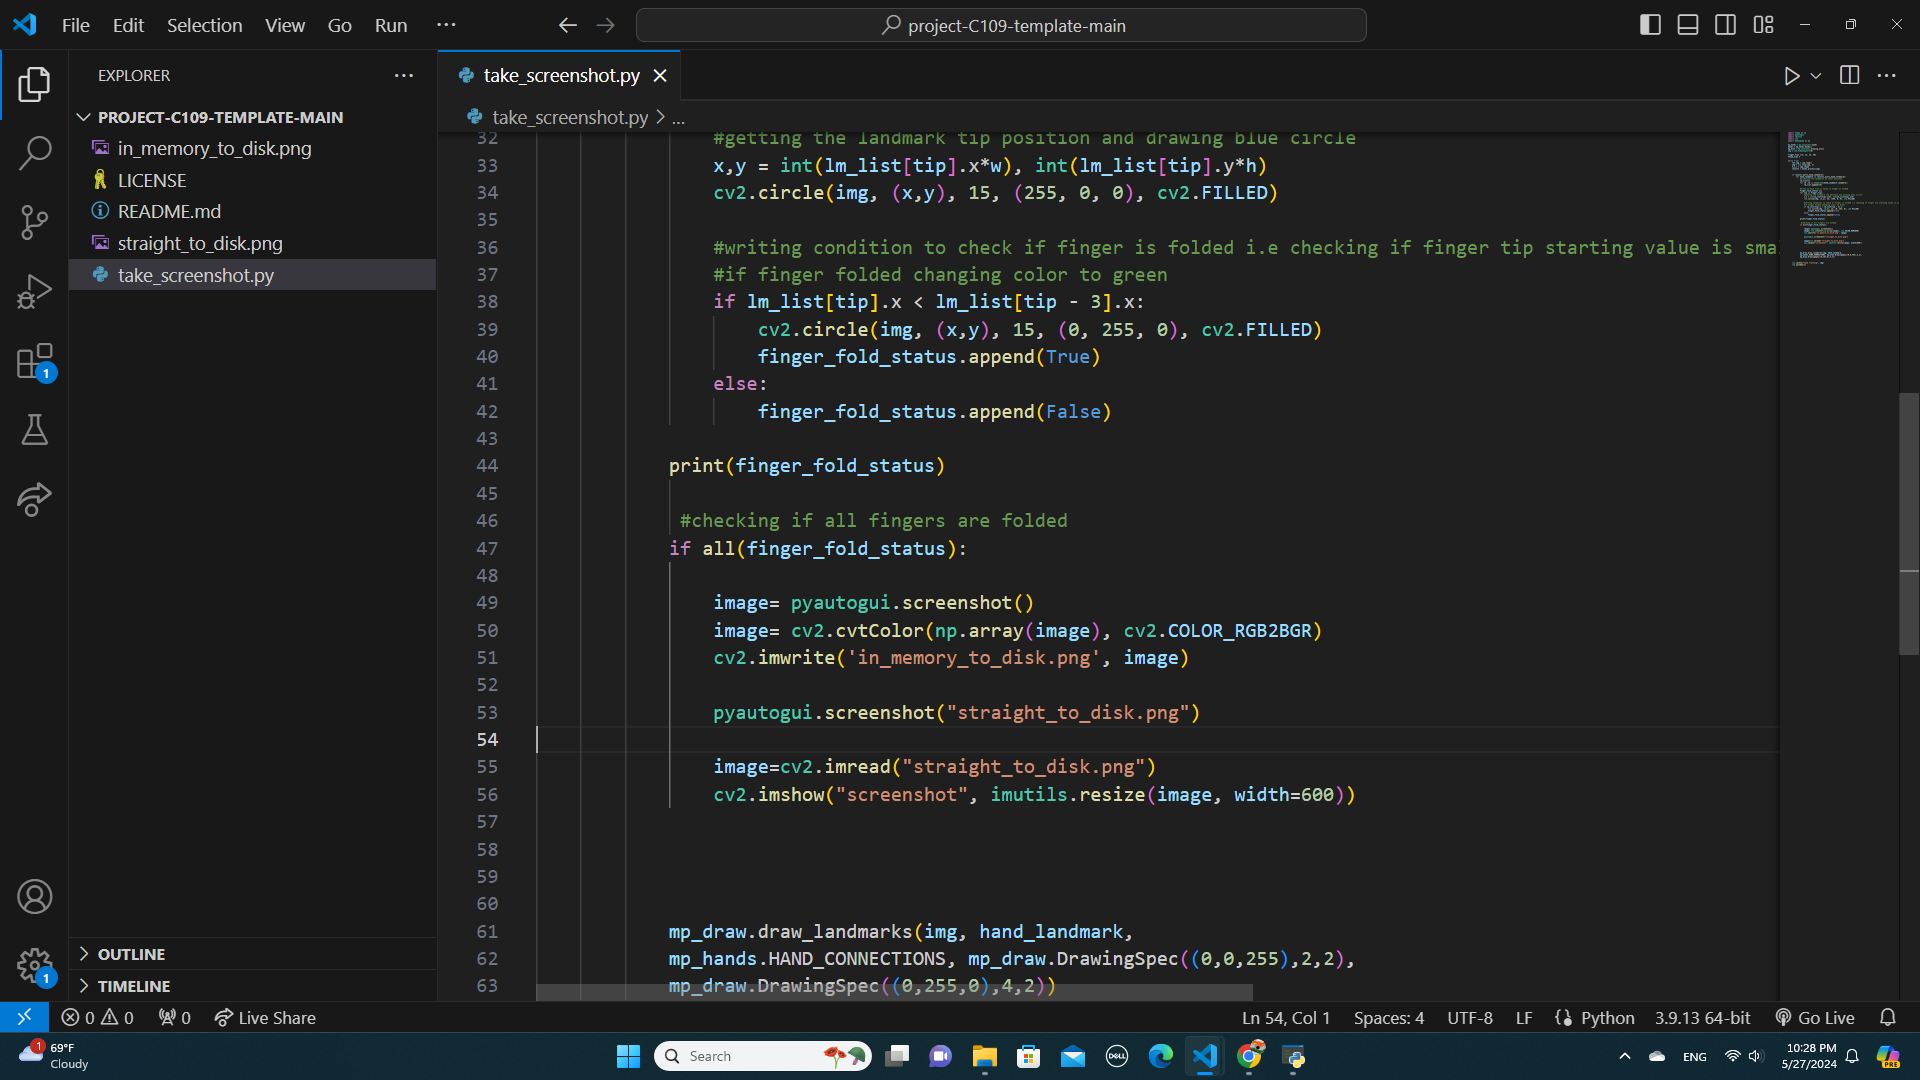 File Edit Selection View Go Run ···
project-C109-template-main
EXPLORER
PROJECT-C109-TEMPLATE-MAIN
in_memory_to_disk.png
LICENSE
README.md
straight_to_disk.png
take_screenshot.py
OUTLINE
TIMELINE
take_screenshot.py
take_screenshot.py > ...
32 #getting the landmark tip position and drawing blue circle
33 x,y = int(lm_list[tip].x*w), int(lm_list[tip].y*h)
34 cv2.circle(img, (x,y), 15, (255, 0, 0), cv2.FILLED)
35
36 #writing condition to check if finger is folded i.e checking if finger tip starting value is sma
37 #if finger folded changing color to green
38 if lm_list[tip].x < lm_list[tip - 3].x:
39 cv2.circle(img, (x,y), 15, (0, 255, 0), cv2.FILLED)
40 finger_fold_status.append(True)
41 else:
42 finger_fold_status.append(False)
43
44 print(finger_fold_status)
45
46 #checking if all fingers are folded
47 if all(finger_fold_status):
48
49 image= pyautogui.screenshot()
50 image= cv2.cvtColor(np.array(image), cv2.COLOR_RGB2BGR)
51 cv2.imwrite('in_memory_to_disk.png', image)
52
53 pyautogui.screenshot("straight_to_disk.png")
54
55 image=cv2.imread("straight_to_disk.png")
56 cv2.imshow("screenshot", imutils.resize(image, width=600))
57
58
59
60
61 mp_draw.draw_landmarks(img, hand_landmark,
62 mp_hands.HAND_CONNECTIONS, mp_draw.DrawingSpec((0,0,255),2,2),
63 mp_draw.DrawingSpec((0,255,0),4,2))
1
1
0 0 0 Live Share
Ln 54, Col 1 Spaces: 4 UTF-8 LF Python 3.9.13 64-bit Go Live
1
69°F
Cloudy
Search
DELL
ENG
10:28 PM
5/27/2024
PRE